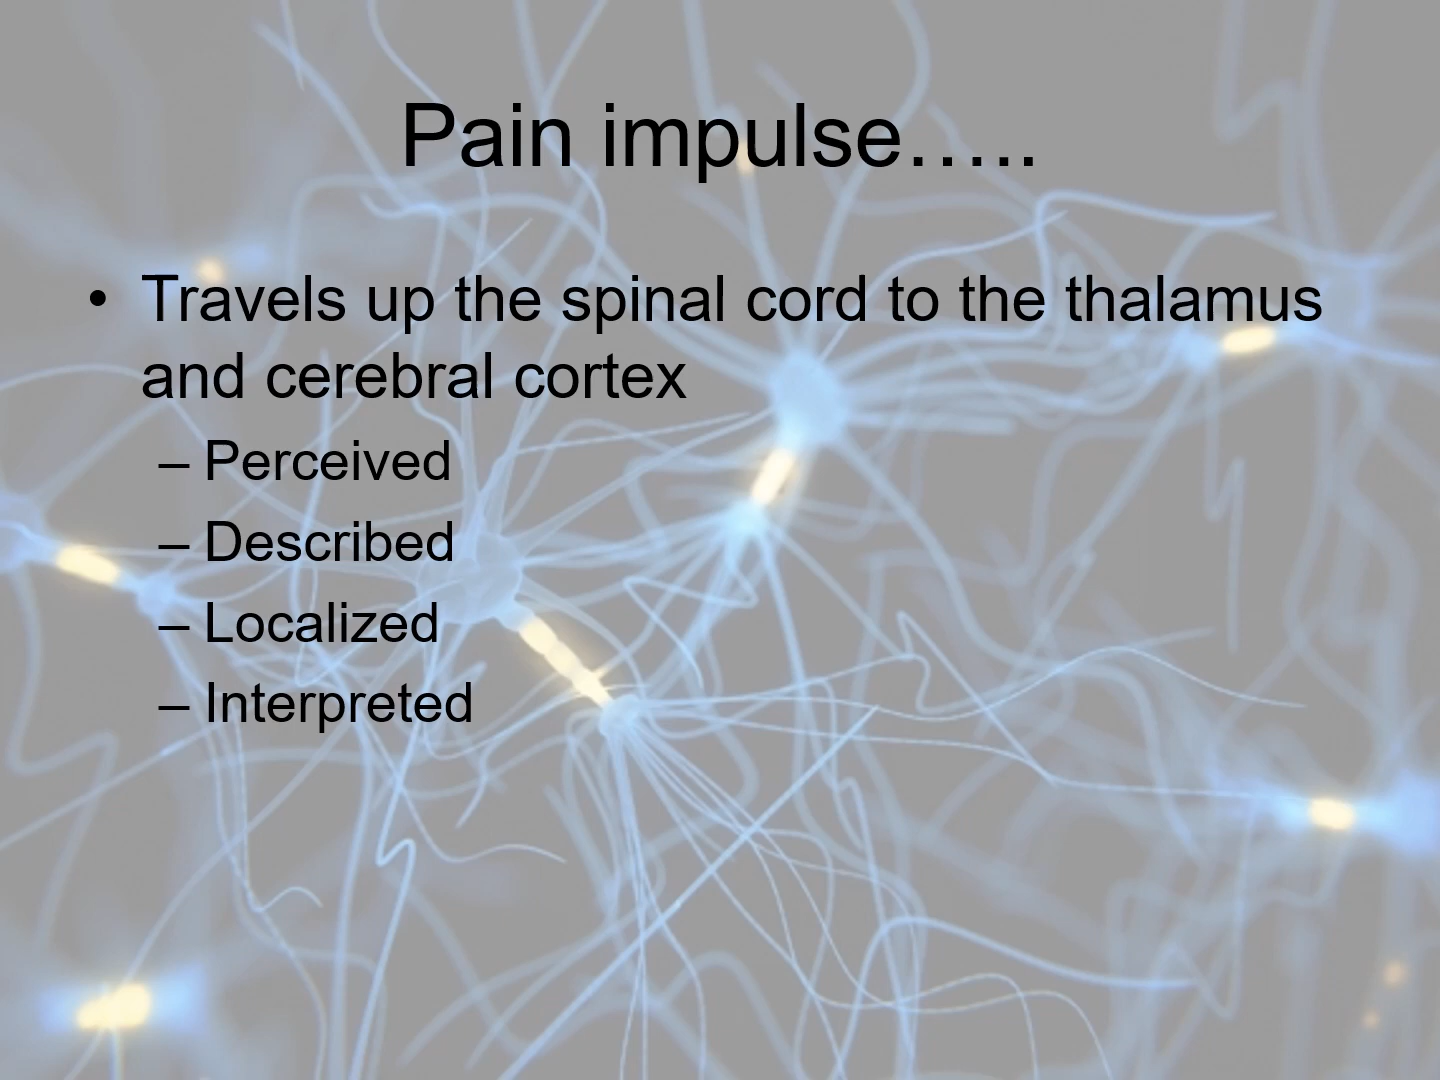 Pain impulse…..
• Travels up the spinal cord to the thalamus
and cerebral cortex
– Perceived
– Described
– Localized
– Interpreted